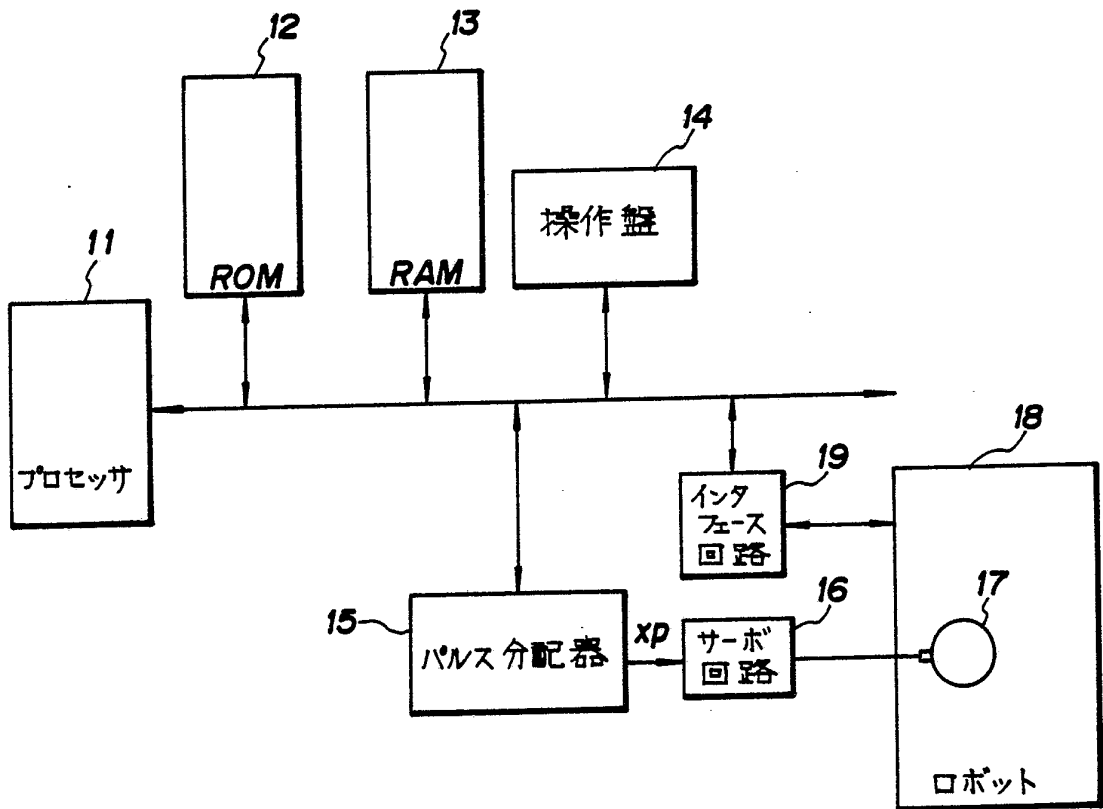 12
13
14
操作盤
11
ROM
RAM
プロセッサ
18
19
インタ
フェース
回路
17
16
15
パルス分配器
xp
サーボ
回路
ロボット